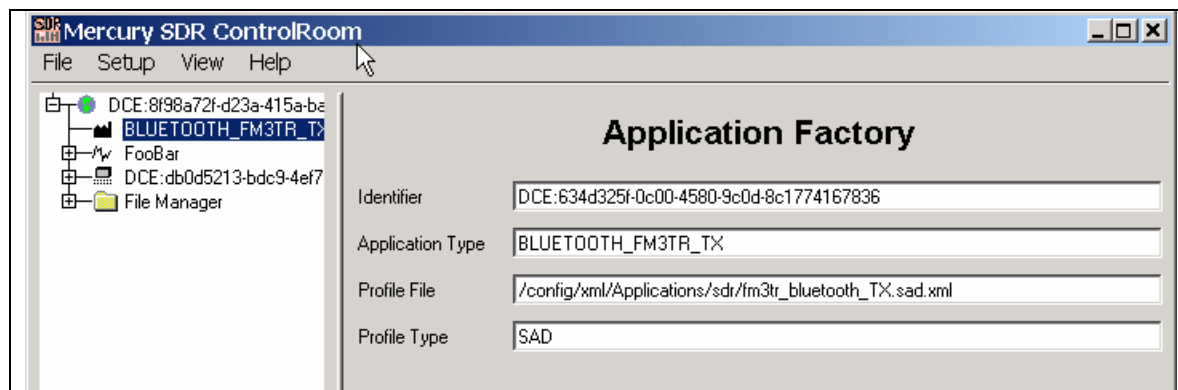 Mercury SDR ControlRoom
File Setup View Help
DCE:8f98a72f-d23a-415a-ba
BLUETOOTH_FM3TR_TX
FooBar
DCE:db0d5213-bdc9-4ef7
File Manager
Application Factory
Identifier DCE:634d325f-0c00-4580-9c0d-8c1774167836
Application Type BLUETOOTH_FM3TR_TX
Profile File /config/xml/Applications/sdr/fm3tr_bluetooth_TX.sad.xml
Profile Type SAD